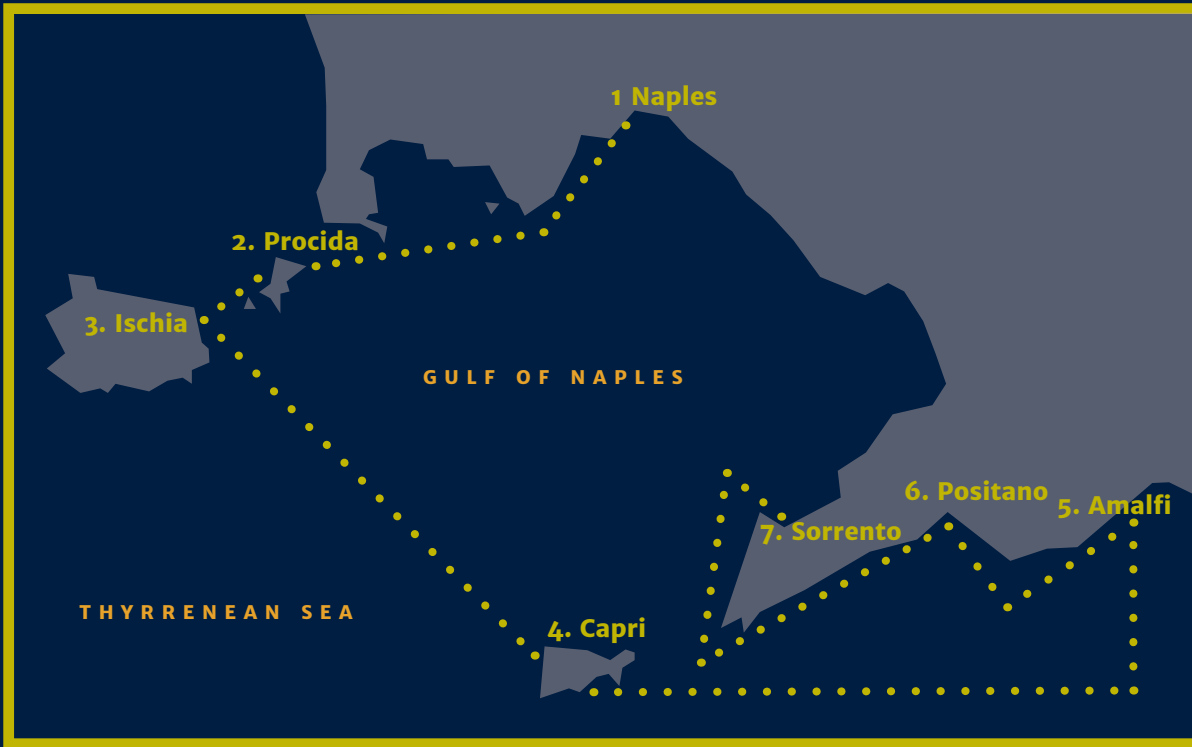 1 Naples
2. Procida
3. Ischia
GULF OF NAPLES
6. Positano
5. Amalfi
7. Sorrento
THYRRENEAN SEA
4. Capri